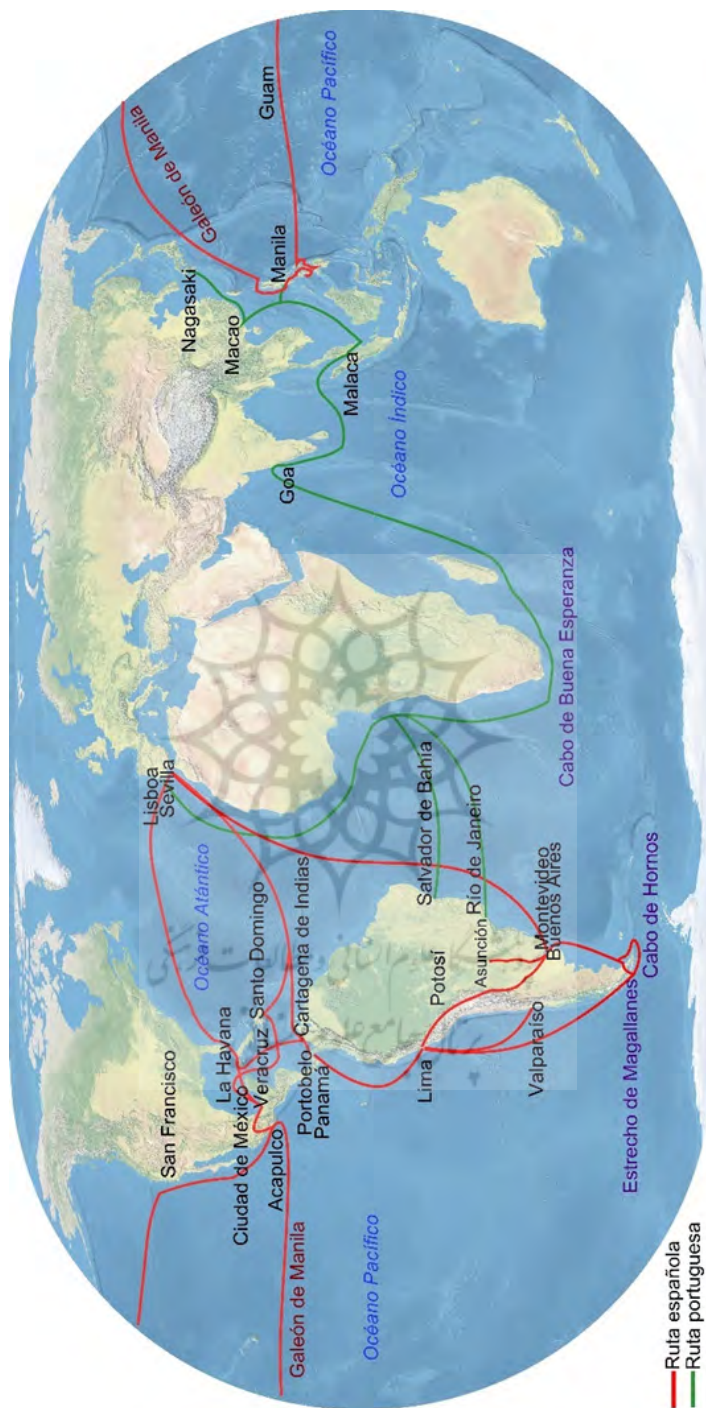 Galeón de Manila
Guam
Océano Pacífico
Nagasaki
Macao
Manila
Malaca
Goa
Océano Índico
Lisboa
Sevilla
Océano Atántico
San Francisco
La Havana
Santo Domingo
Ciudad de México
Veracruz
Acapulco
Cartagena de Indias
Portobelo
Panamá
Galeón de Manila
Océano Pacífico
Lima
Potosí
Salvador de Bahía
Río de Janeiro
Asunción
Valparaíso
Montevideo
Buenos Aires
Cabo de Buena Esperanza
Estrecho de Magallanes
Cabo de Hornos
Ruta española
Ruta portuguesa